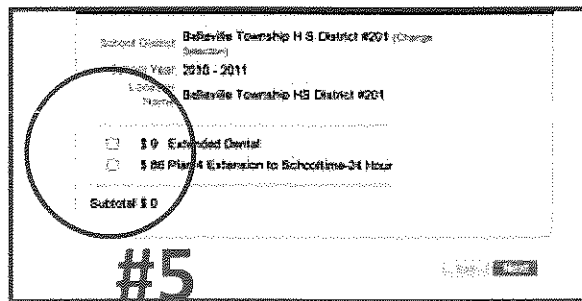 School District: Belleville Township H S District #201 (Change
Selection)
School Year: 2010 - 2011
Location
Name: Belleville Township HS District #201
$ 9 Extended Dental
$ 86 Plan 4 Extension to Schooltime-24 Hour
Subtotal $ 0
Next
#5